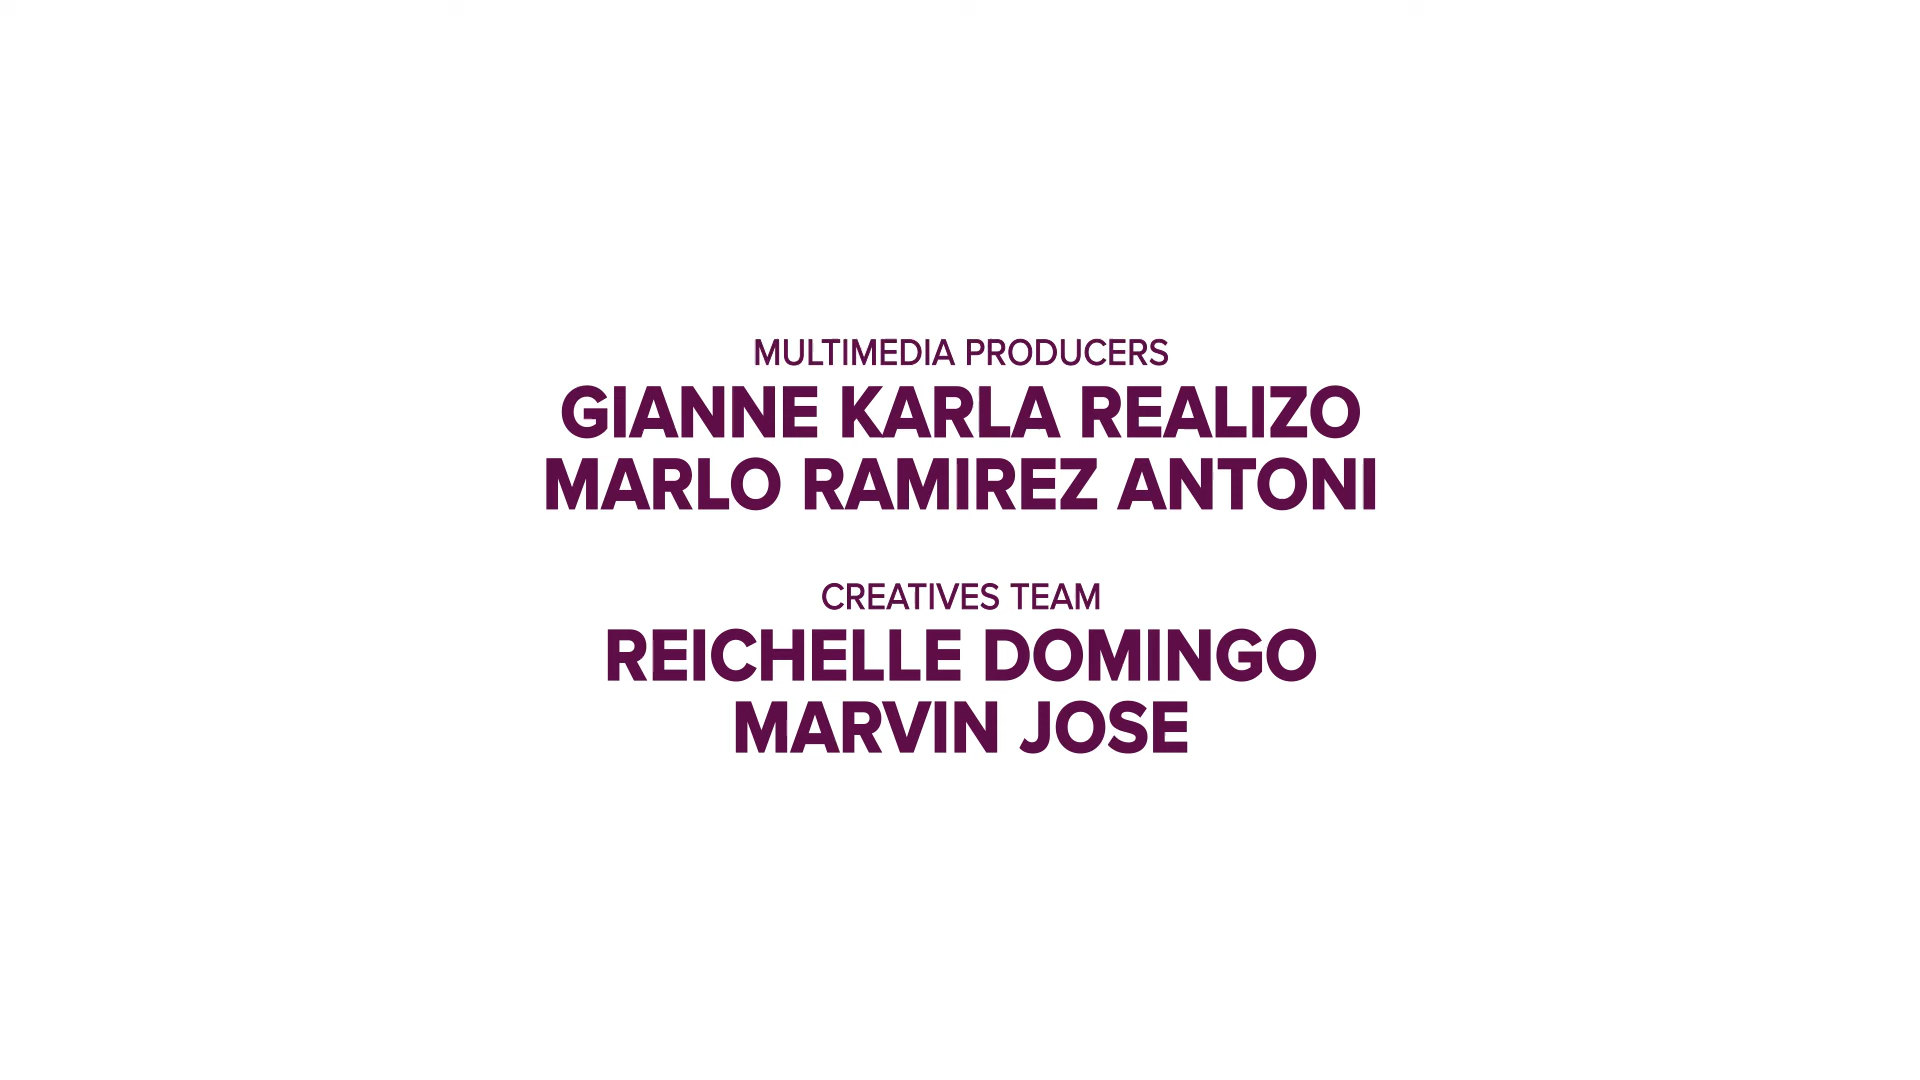 MULTIMEDIA PRODUCERS
GIANNE KARLA REALIZO
MARLO RAMIREZ ANTONI
CREATIVES TEAM
REICHELLE DOMINGO
MARVIN JOSE